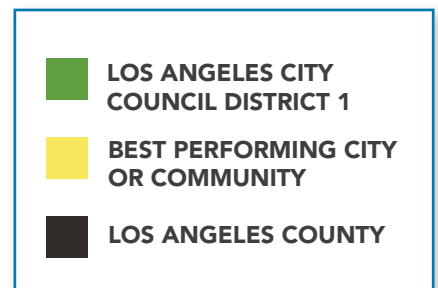 LOS ANGELES CITY
COUNCIL DISTRICT 1
BEST PERFORMING CITY
OR COMMUNITY
LOS ANGELES COUNTY